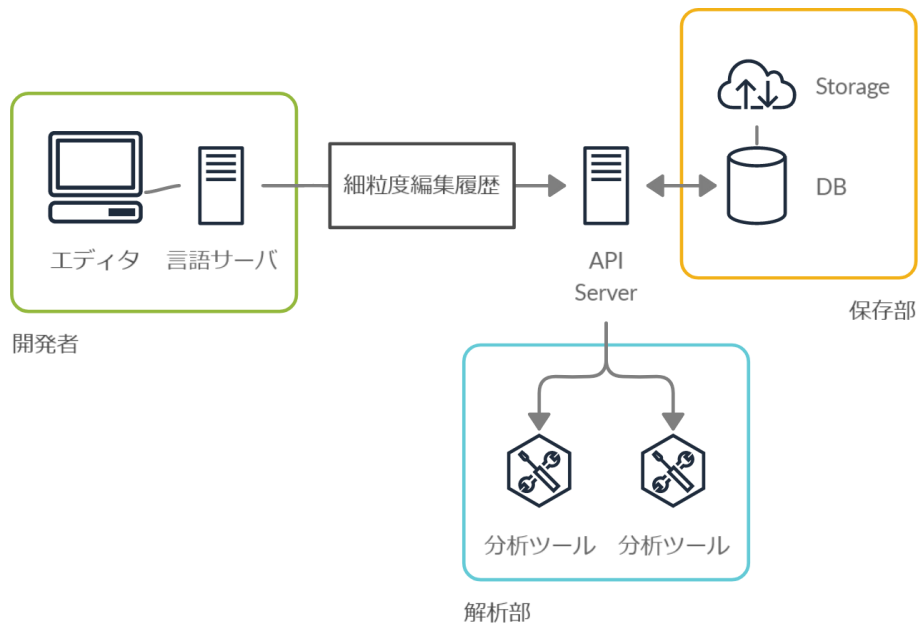 エディタ
言語サーバ
開発者
細粒度編集履歴
API
Server
Storage
DB
保存部
分析ツール
分析ツール
解析部